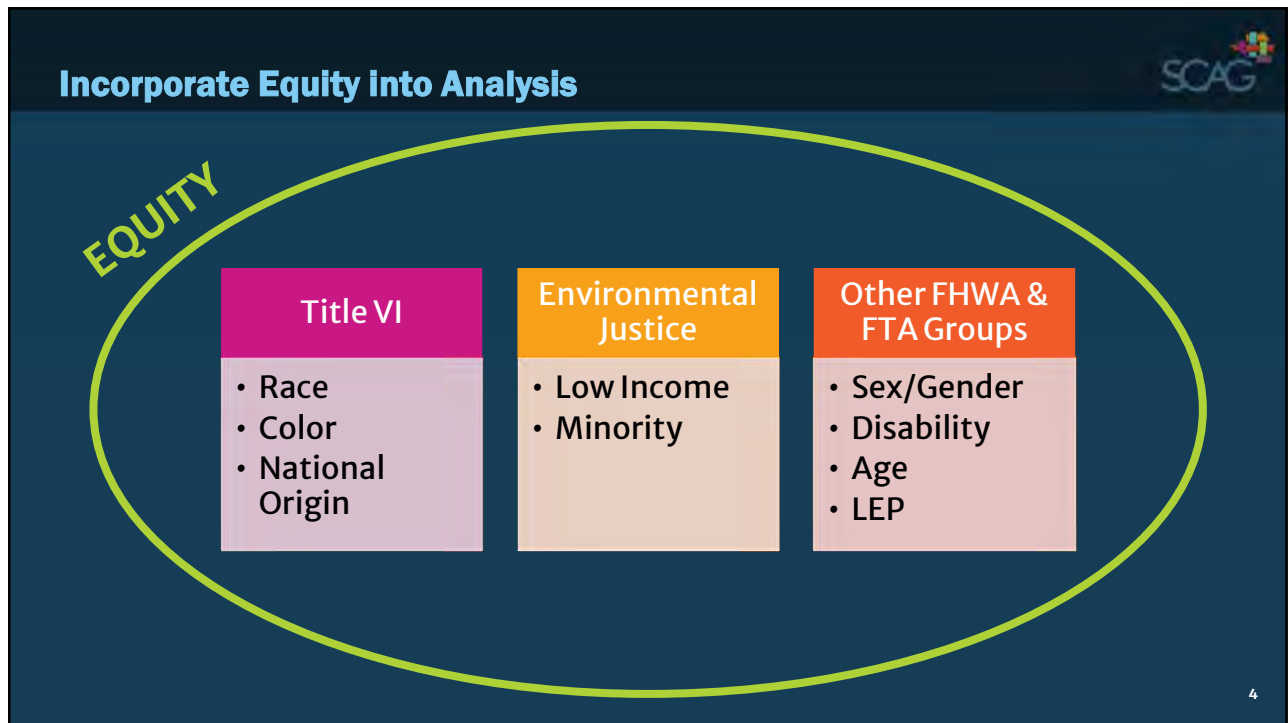 Incorporate Equity into Analysis
SCAG
EQUITY
Title VI
• Race
• Color
• National
Origin
Environmental
Justice
• Low Income
• Minority
Other FHWA &
FTA Groups
• Sex/Gender
• Disability
• Age
• LEP
4